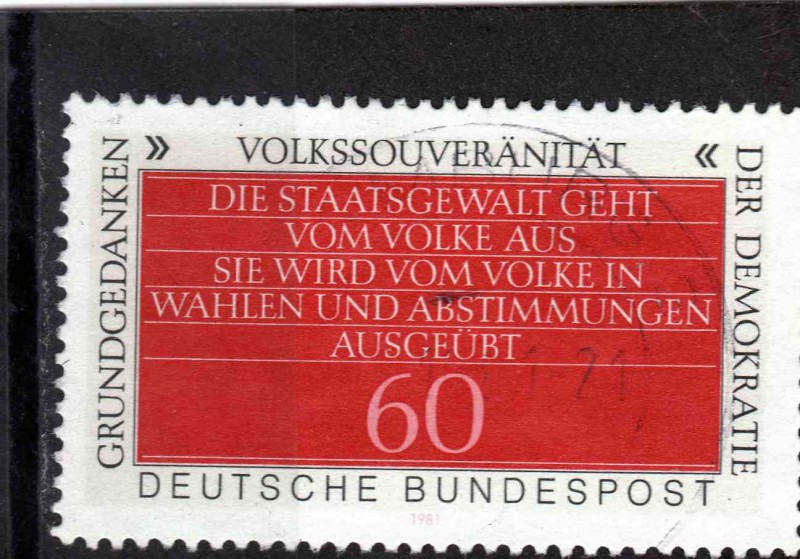 » VOLKSSOUVERÄNITÄT «
GRUNDGEDANKEN
DER DEMOKRATIE
DIE STAATSGEWALT GEHT
VOM VOLKE AUS
SIE WIRD VOM VOLKE IN
WAHLEN UND ABSTIMMUNGEN
AUSGEÜBT
60
DEUTSCHE BUNDESPOST
1981